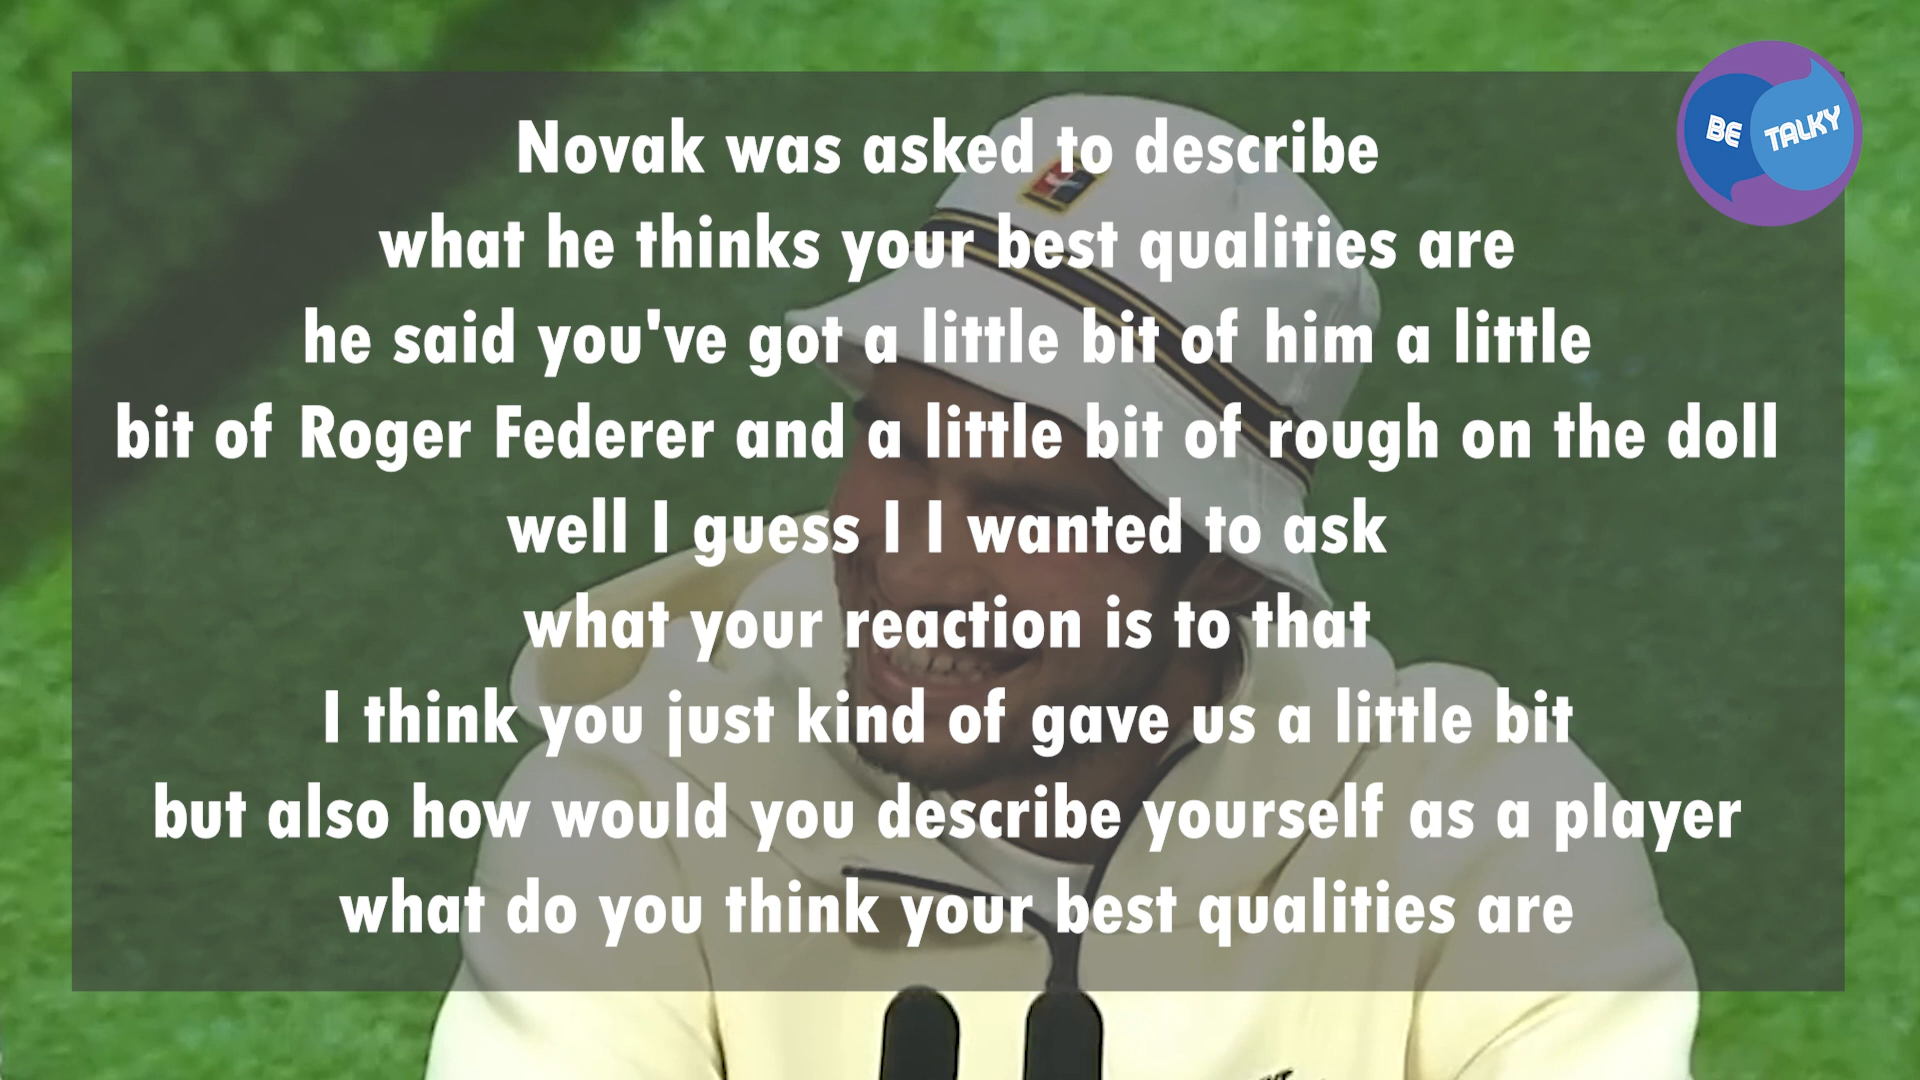 BE TALKY
Novak was asked to describe
what he thinks your best qualities are
he said you've got a little bit of him a little
bit of Roger Federer and a little bit of rough on the doll
well I guess I I wanted to ask
what your reaction is to that
I think you just kind of gave us a little bit
but also how would you describe yourself as a player
what do you think your best qualities are